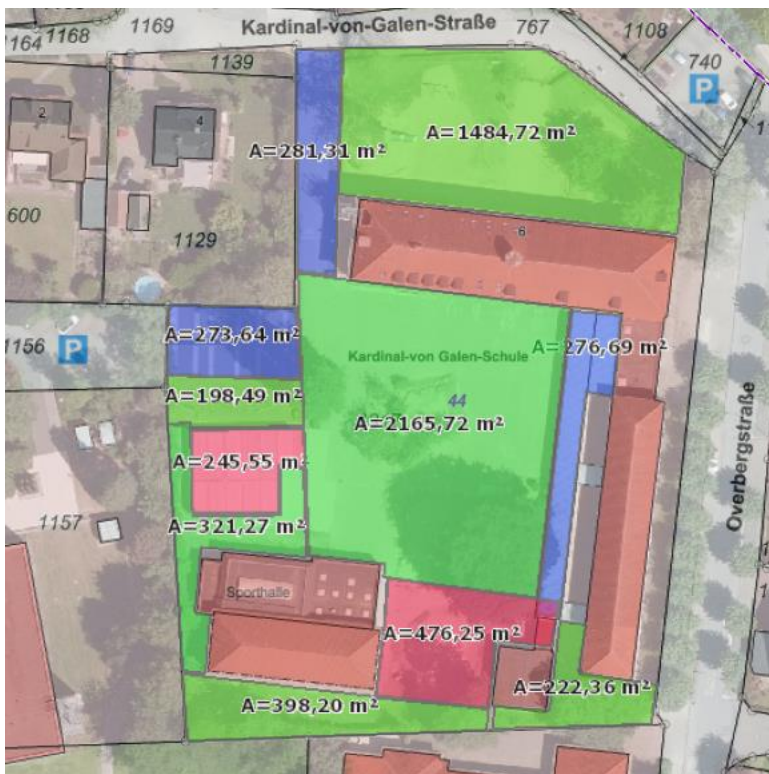 Kardinal-von-Galen-Straße
767
1108
1169
1168
1164
1139
740
P
2
4
A=281,31 m²
A=1484,72 m²
600
1129
6
1156
P
A=273,64 m²
Kardinal-von Galen-Schule
A=276,69 m²
A=198,49 m²
44
A=2165,72 m²
A=245,55 m²
Overbergstraße
1157
A=321,27 m²
Sporthalle
A=476,25 m²
A=398,20 m²
A=222,36 m²